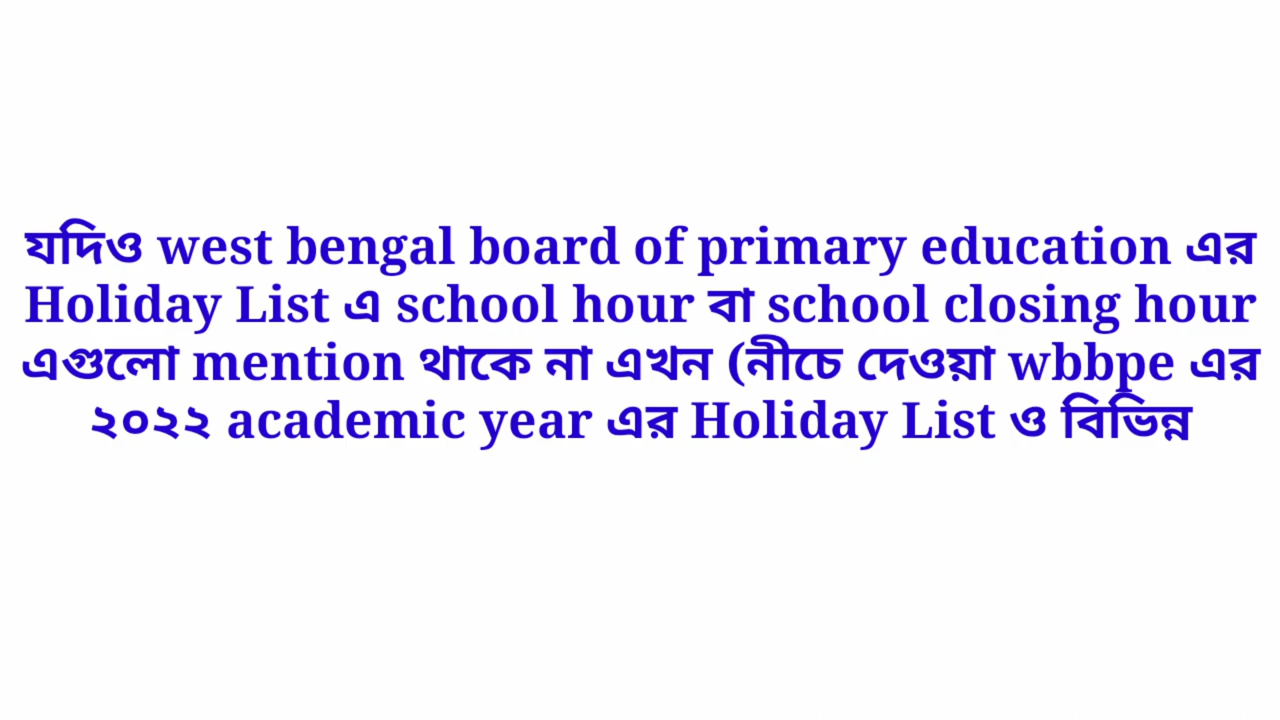 যদিও west bengal board of primary education এর
Holiday List এ school hour বা school closing hour
এগুলো mention থাকে না এখন (নীচে দেওয়া wbbpe এর
২০২২ academic year এর Holiday List ও বিভিন্ন